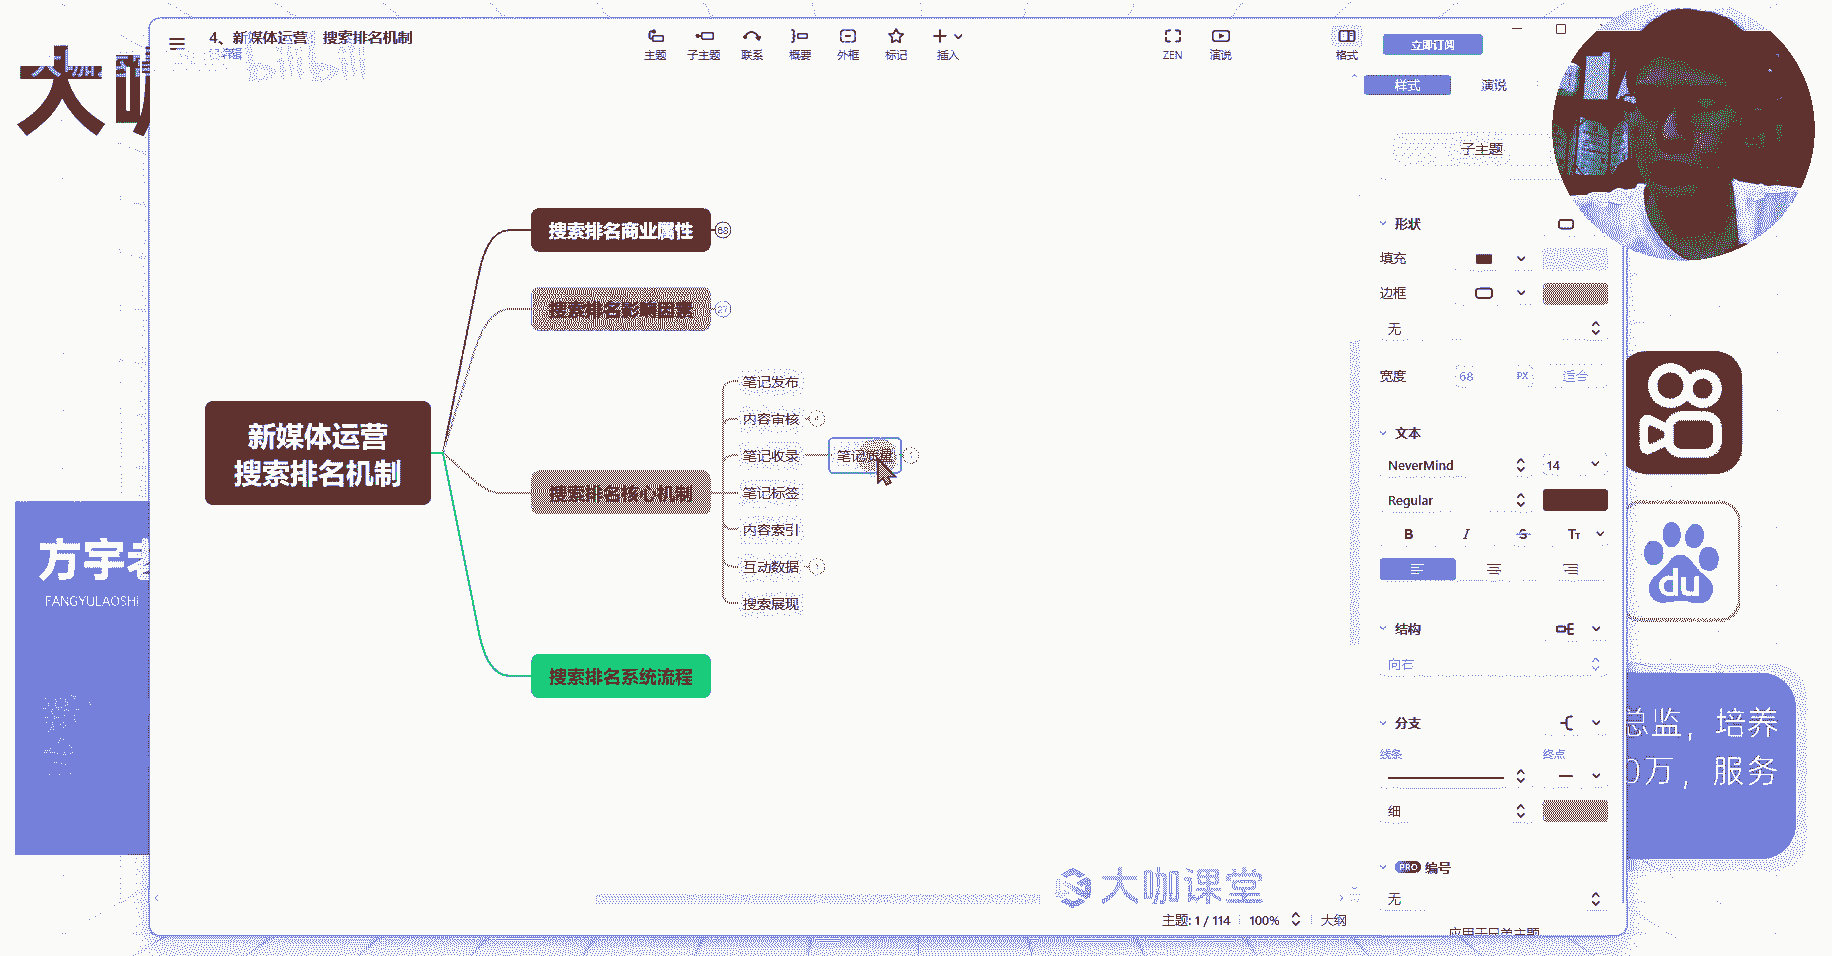 4、新媒体运营：搜索排名机制
已编辑
bilibili
主题
子主题
联系
概要
外框
标记
插入
ZEN
演说
格式
立即订阅
样式
演说
子主题
大咖
搜索排名商业属性
68
搜索排名影响因素
27
新媒体运营
搜索排名机制
搜索排名核心机制
笔记发布
内容审核
笔记收录
笔记标签
内容索引
互动数据
搜索展现
搜索排名系统流程
形状
填充
边框
无
宽度
68
PX
适合
文本
NeverMind
14
Regular
B
I
S
TT
结构
向右
分支
线条
终点
细
PRO
编号
无
应用于兄弟主题
方宇老
FANGYULAOSHI
du
总监，培养
0万，服务
大咖课堂
主题: 1 / 114
100%
大纲